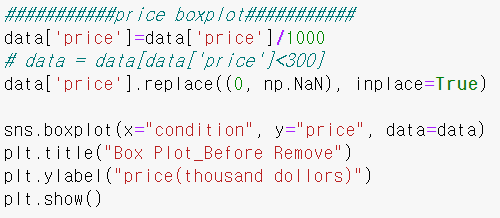 ###########price boxplot###########
data['price']=data['price']/1000
# data = data[data['price']<300]
data['price'].replace((0, np.NaN), inplace=True)
sns.boxplot(x="condition", y="price", data=data)
plt.title("Box Plot_Before Remove")
plt.ylabel("price(thousand dollors)")
plt.show()